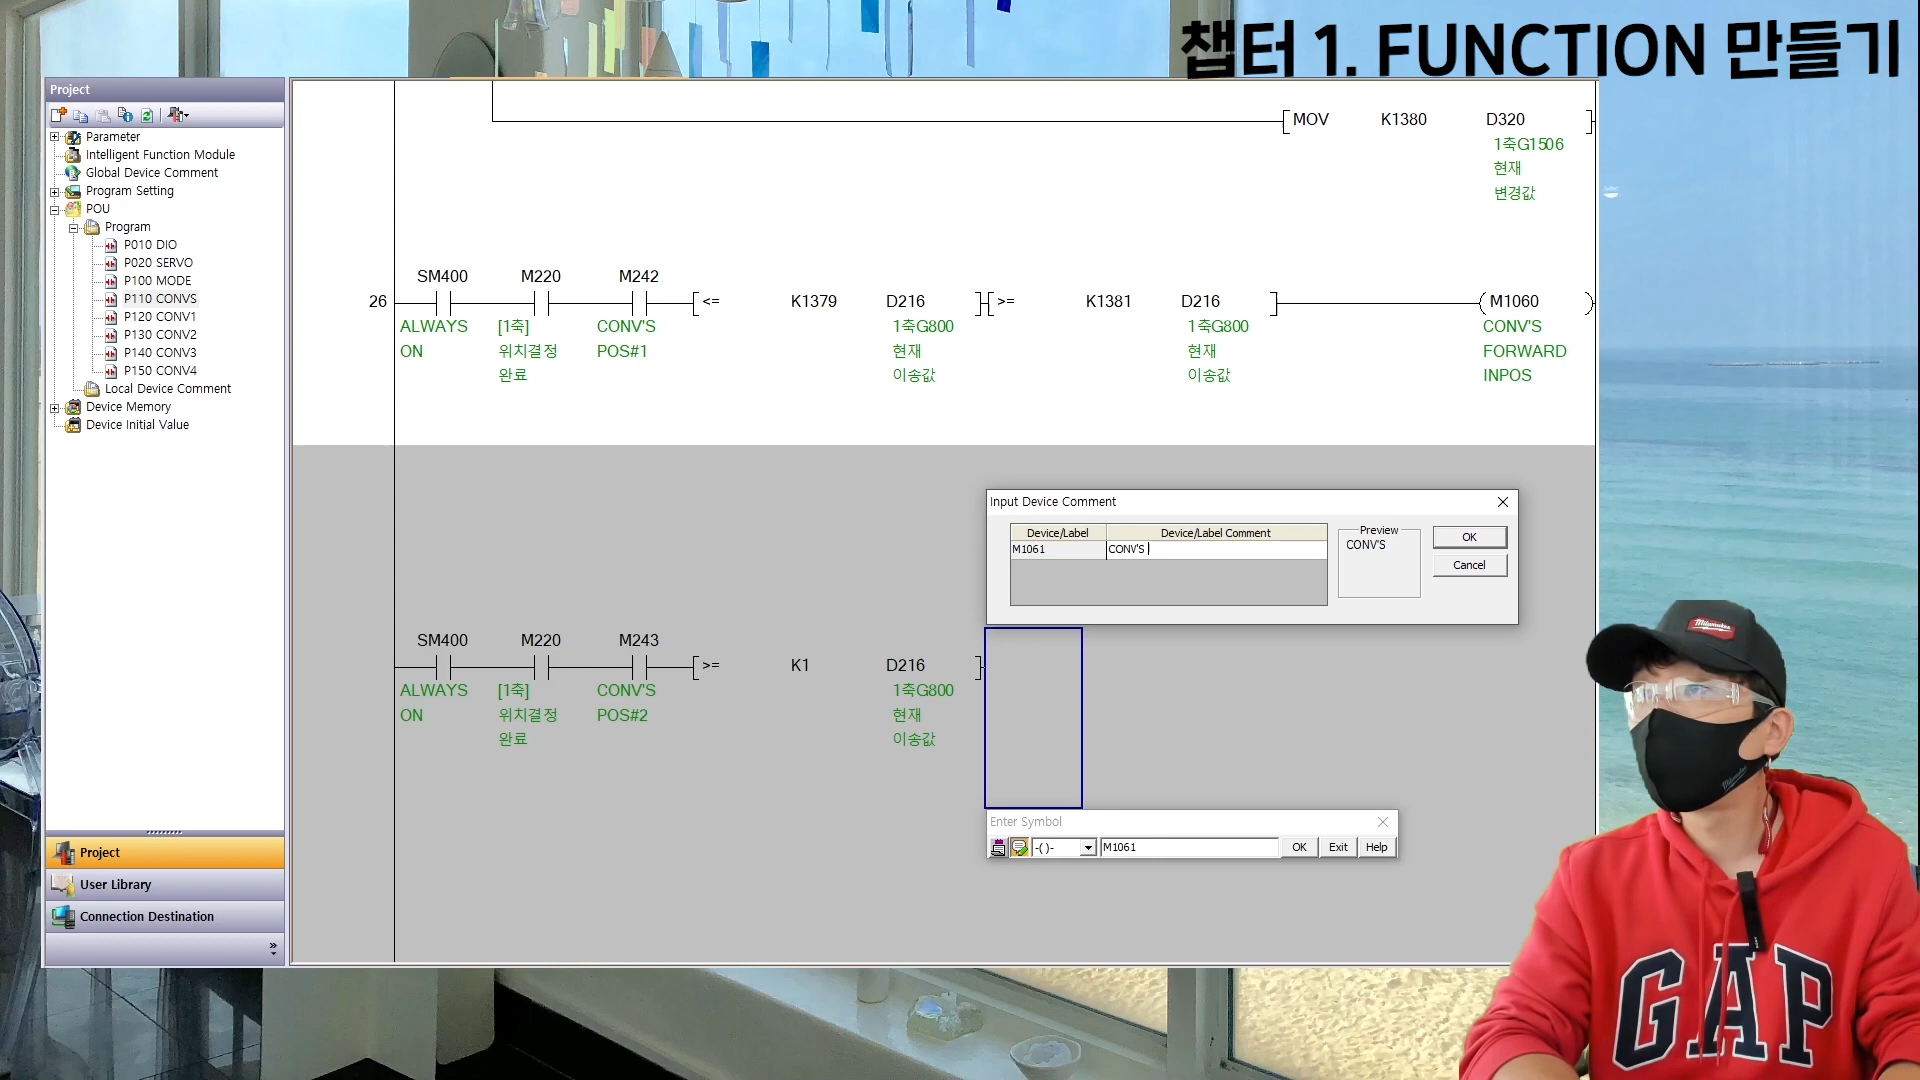 챕터 1. FUNCTION 만들기
Project
Parameter
Intelligent Function Module
Global Device Comment
Program Setting
POU
Program
P010 DIO
P020 SERVO
P100 MODE
P110 CONVS
P120 CONV1
P130 CONV2
P140 CONV3
P150 CONV4
Local Device Comment
Device Memory
Device Initial Value
Project
User Library
Connection Destination
MOV K1380 D320
1축G1506
현재
변경값
SM400 M220 M242
26 <= K1379 D216 >= K1381 D216 M1060
ALWAYS [1축] CONV'S 1축G800 1축G800 CONV'S
ON 위치결정 POS#1 현재 현재 FORWARD
완료 이송값 이송값 INPOS
Input Device Comment
Device/Label Device/Label Comment Preview
M1061 CONV'S CONV'S
OK
Cancel
SM400 M220 M243
>= K1 D216
ALWAYS [1축] CONV'S 1축G800
ON 위치결정 POS#2 현재
완료 이송값
Enter Symbol
-( )- M1061 OK Exit Help
Milwaukee
GAP